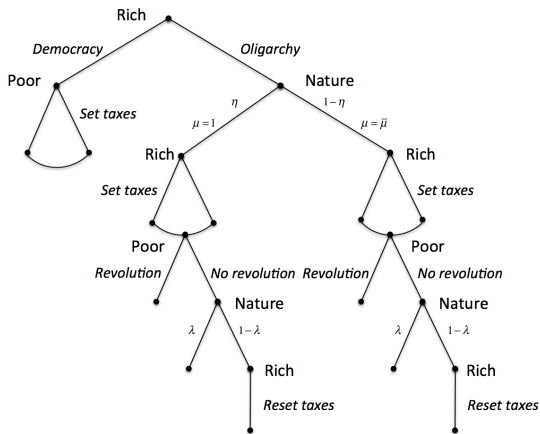 Rich
Democracy
Oligarchy
Poor
Nature
Set taxes
η
1−η
μ = 1
μ = μ̄
Rich
Rich
Set taxes
Set taxes
Poor
Poor
Revolution
No revolution
Revolution
No revolution
Nature
Nature
λ
1−λ
λ
1−λ
Rich
Rich
Reset taxes
Reset taxes